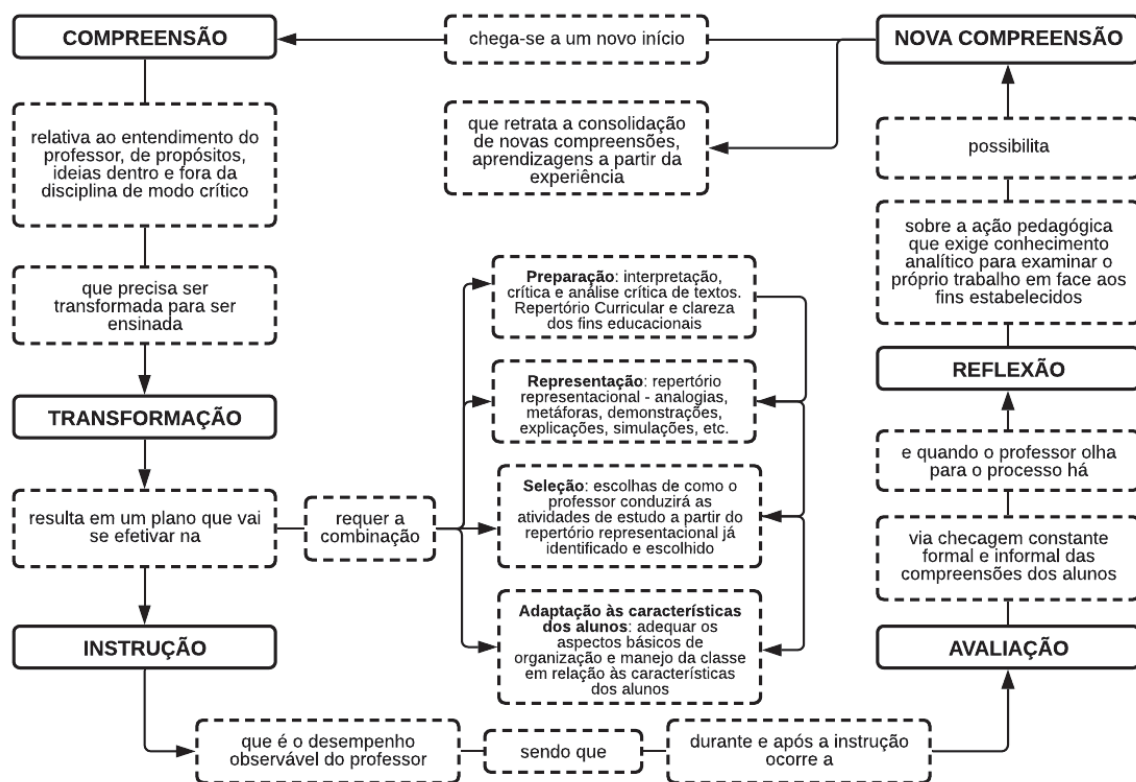 COMPREENSÃO
chega-se a um novo início
NOVA COMPREENSÃO
relativa ao entendimento do
professor, de propósitos,
ideias dentro e fora da
disciplina de modo crítico
que retrata a consolidação
de novas compreensões,
aprendizagens a partir da
experiência
possibilita
sobre a ação pedagógica
que exige conhecimento
analítico para examinar o
próprio trabalho em face aos
fins estabelecidos
que precisa ser
transformada para ser
ensinada
Preparação: interpretação,
crítica e análise crítica de textos.
Repertório Curricular e clareza
dos fins educacionais
REFLEXÃO
TRANSFORMAÇÃO
Representação: repertório
representacional - analogias,
metáforas, demonstrações,
explicações, simulações, etc.
e quando o professor olha
para o processo há
resulta em um plano que vai
se efetivar na
requer a
combinação
Seleção: escolhas de como o
professor conduzirá as
atividades de estudo a partir do
repertório representacional já
identificado e escolhido
via checagem constante
formal e informal das
compreensões dos alunos
INSTRUÇÃO
Adaptação às características
dos alunos: adequar os
aspectos básicos de
organização e manejo da classe
em relação às características
dos alunos
AVALIAÇÃO
que é o desempenho
observável do professor
sendo que
durante e após a instrução
ocorre a